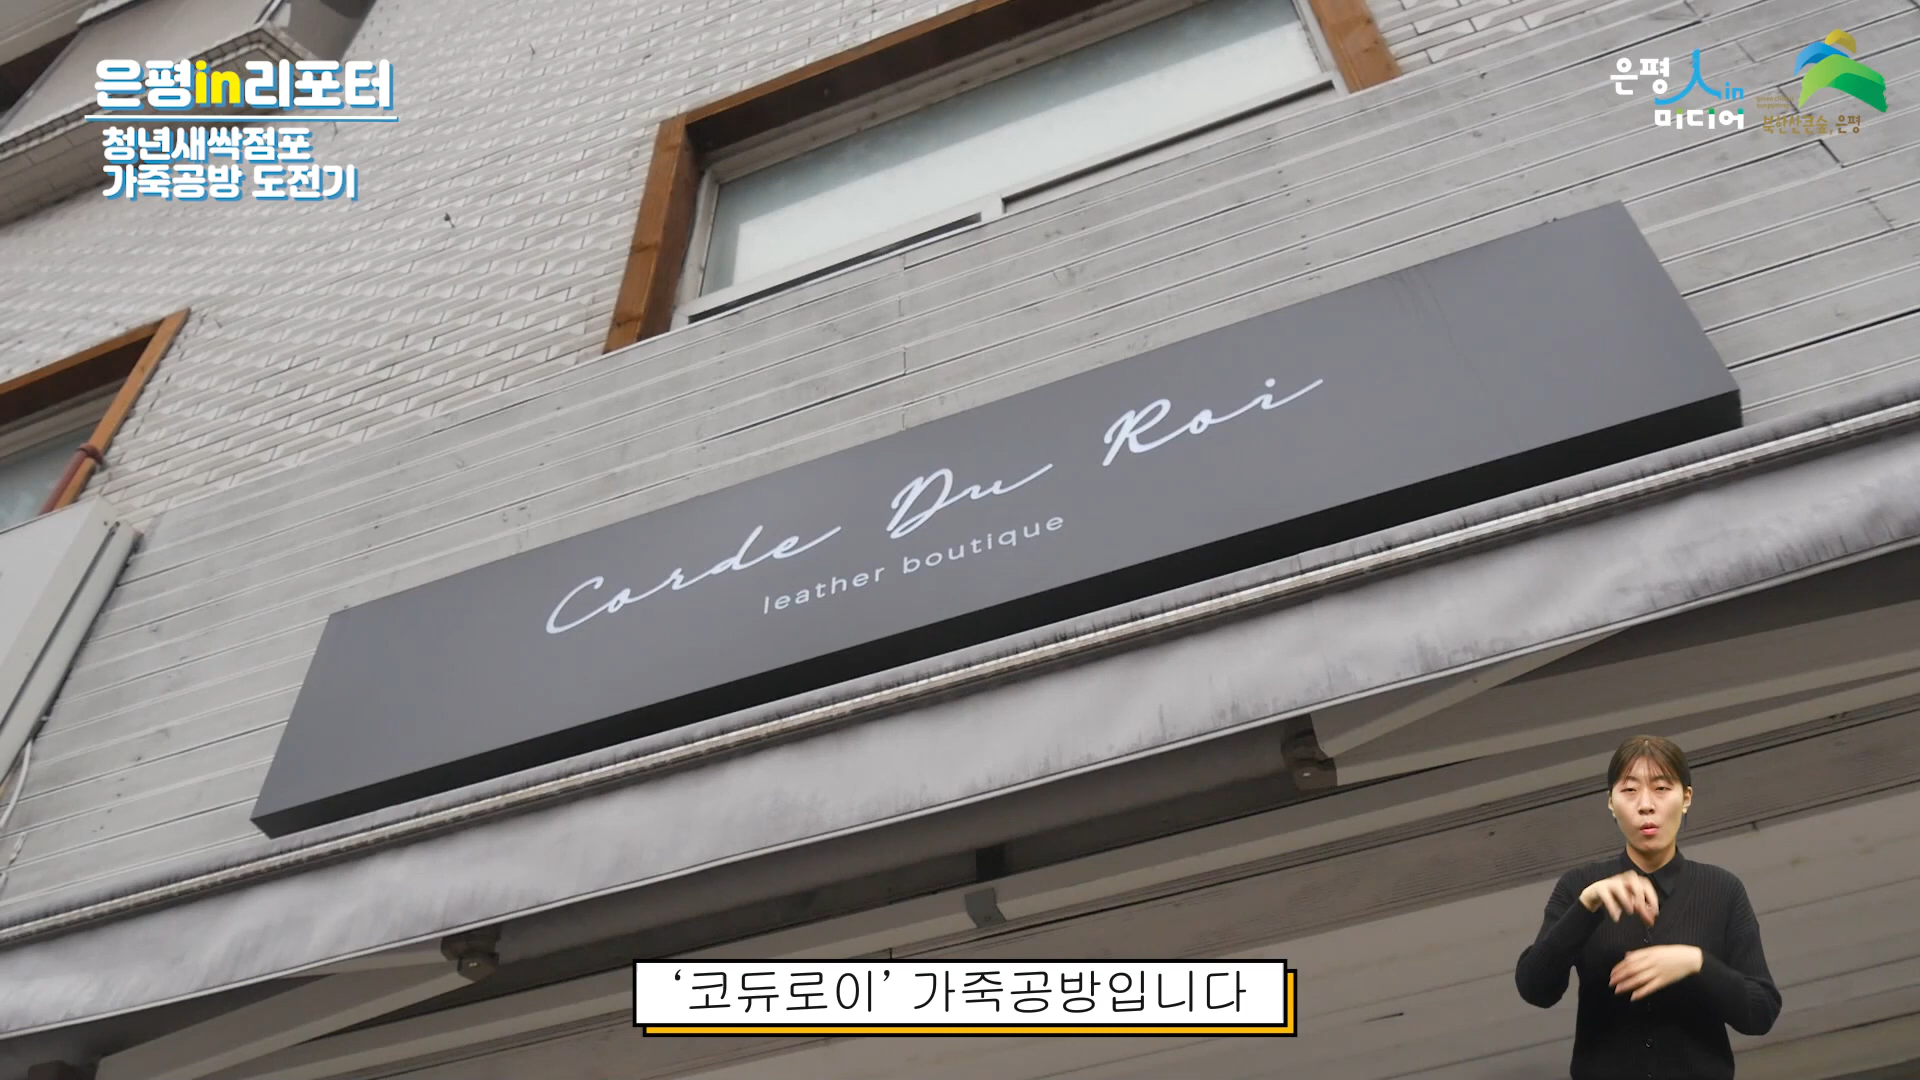 은평in리포터
청년새싹점포
가죽공방 도전기
은평人in
미디어
북한산큰숲, 은평
Corde Du Roi
leather boutique
‘코듀로이’ 가죽공방입니다